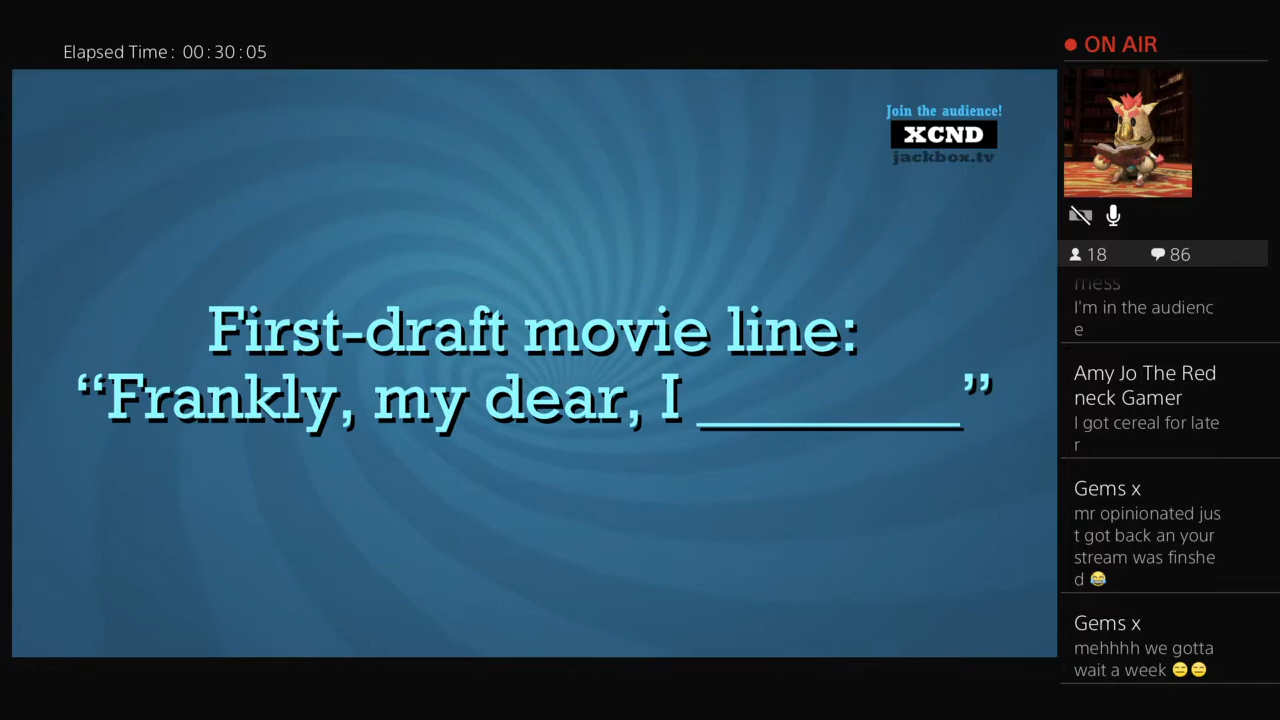 Elapsed Time: 00:30:05
ON AIR
Join the audience!
XCND
jackbox.tv
First-draft movie line:
“Frankly, my dear, I ________”
18 86
mess
I'm in the audienc
e
Amy Jo The Red
neck Gamer
I got cereal for late
r
Gems x
mr opinionated jus
t got back an your
stream was finshe
d 😂
Gems x
mehhhh we gotta
wait a week 😑😑